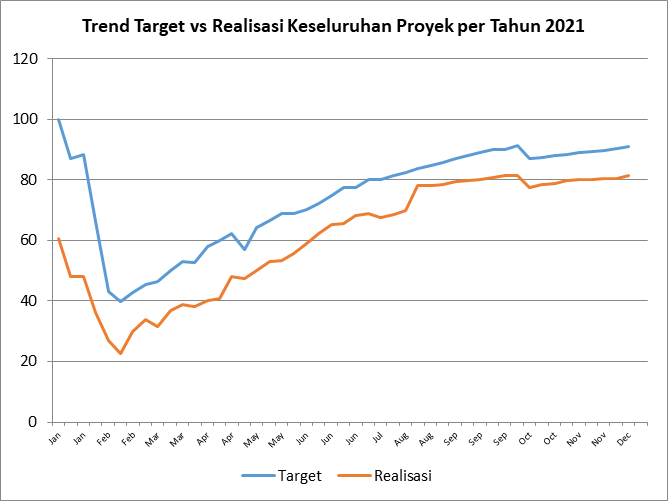 Trend Target vs Realisasi Keseluruhan Proyek per Tahun 2021
120
100
80
60
40
20
0
Jan Jan Feb Feb Mar Mar Apr Apr May May Jun Jun Jun Jul Aug Aug Sep Sep Sep Oct Oct Nov Nov Dec
Target Realisasi